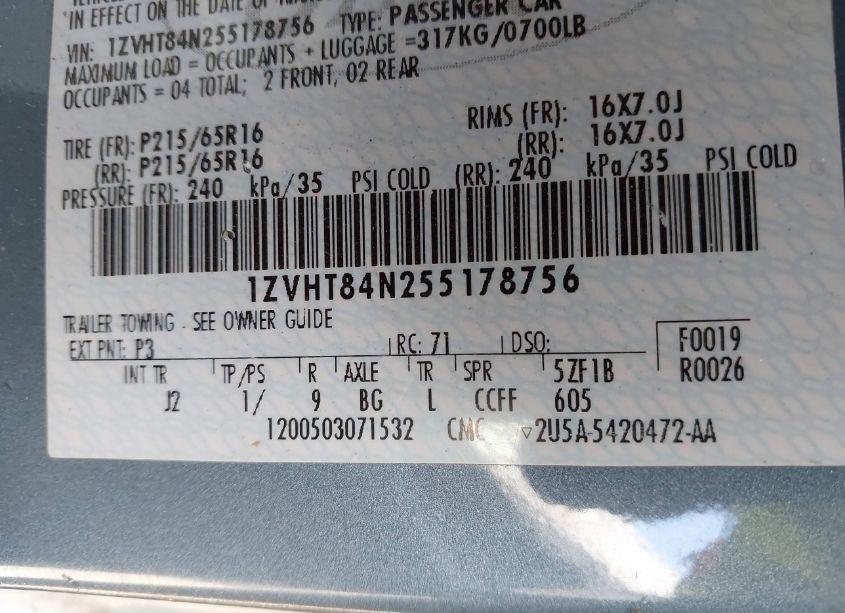 IN EFFECT ON THE DATE OF
VIN: 1ZVHT84N255178756 TYPE: PASSENGER CAR
MAXIMUM LOAD = OCCUPANTS + LUGGAGE =317KG/0700LB
OCCUPANTS = 04 TOTAL; 2 FRONT, 02 REAR
TIRE (FR): P215/65R16 RIMS (FR): 16X7.0J
(RR): P215/65R16 (RR): 16X7.0J
PRESSURE (FR): 240 kPa/35 PSI COLD (RR): 240 kPa/35 PSI COLD
1ZVHT84N255178756
TRAILER TOWING - SEE OWNER GUIDE
EXT PNT: P3 RC: 71 DSO: F0019
INT TR TP/PS R AXLE TR SPR 5ZF1B R0026
J2 1/ 9 BG L CCFF 605
1200503071532 CMC ▽2U5A-5420472-AA